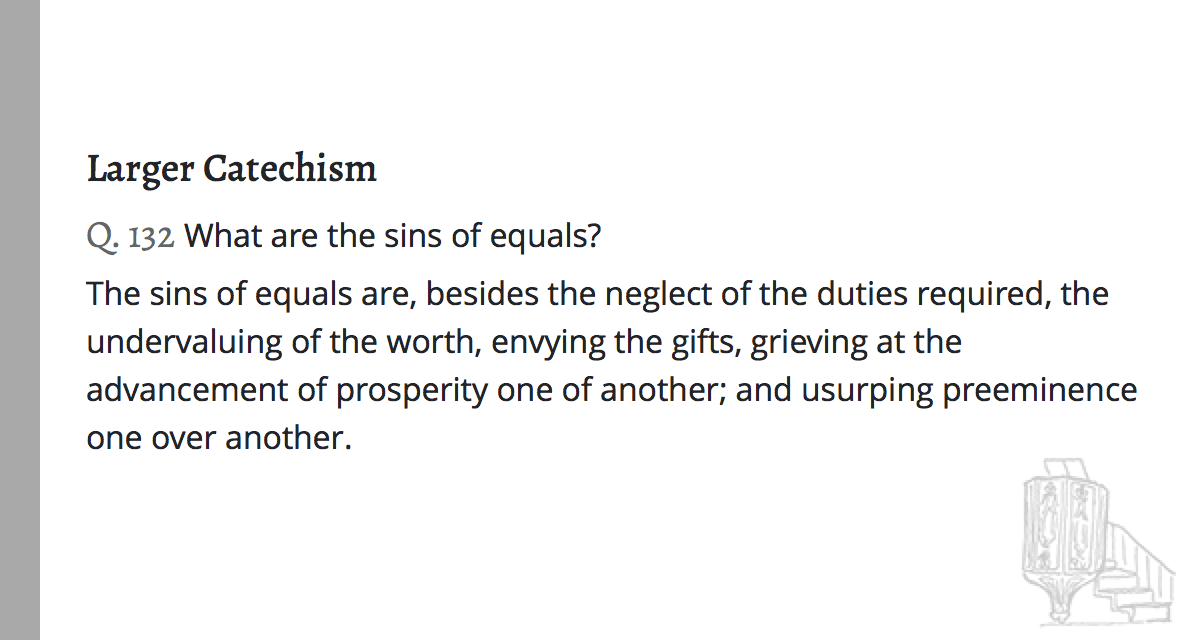 Larger Catechism
Q. 132 What are the sins of equals?
The sins of equals are, besides the neglect of the duties required, the
undervaluing of the worth, envying the gifts, grieving at the
advancement of prosperity one of another; and usurping preeminence
one over another.